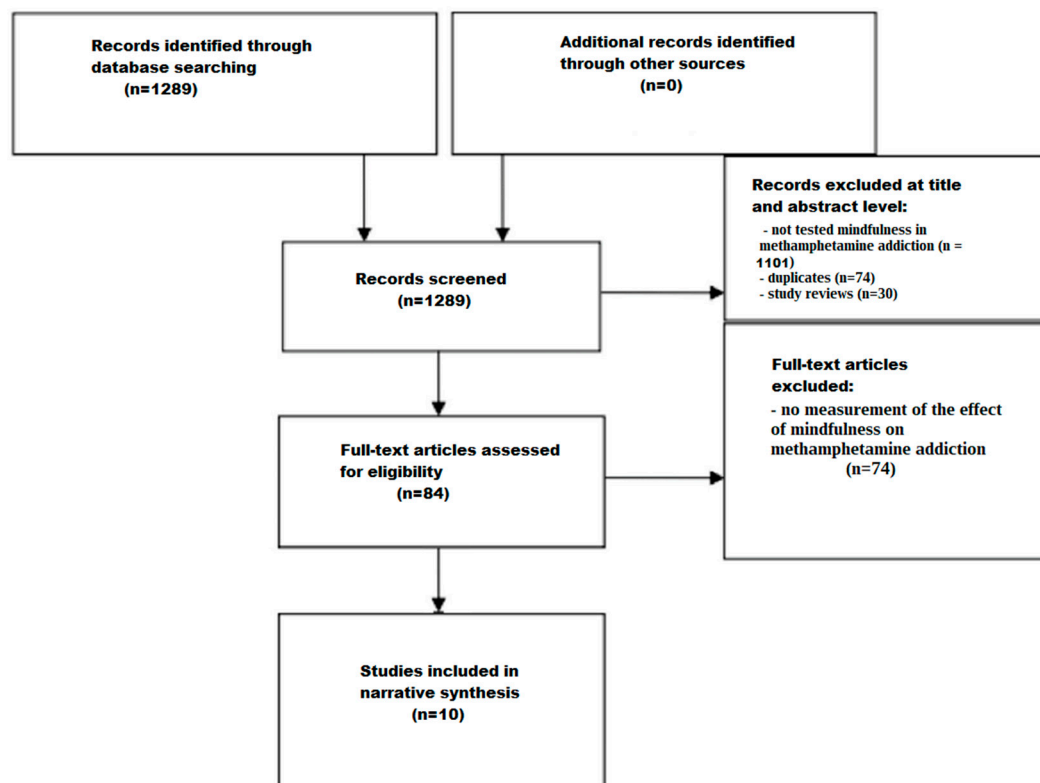 Records identified through
database searching
(n=1289)
Additional records identified
through other sources
(n=0)
Records excluded at title
and abstract level:
- not tested mindfulness in
methamphetamine addiction (n =
1101)
- duplicates (n=74)
- study reviews (n=30)
Records screened
(n=1289)
Full-text articles
excluded:
- no measurement of the effect
of mindfulness on
methamphetamine addiction
(n=74)
Full-text articles assessed
for eligibility
(n=84)
Studies included in
narrative synthesis
(n=10)